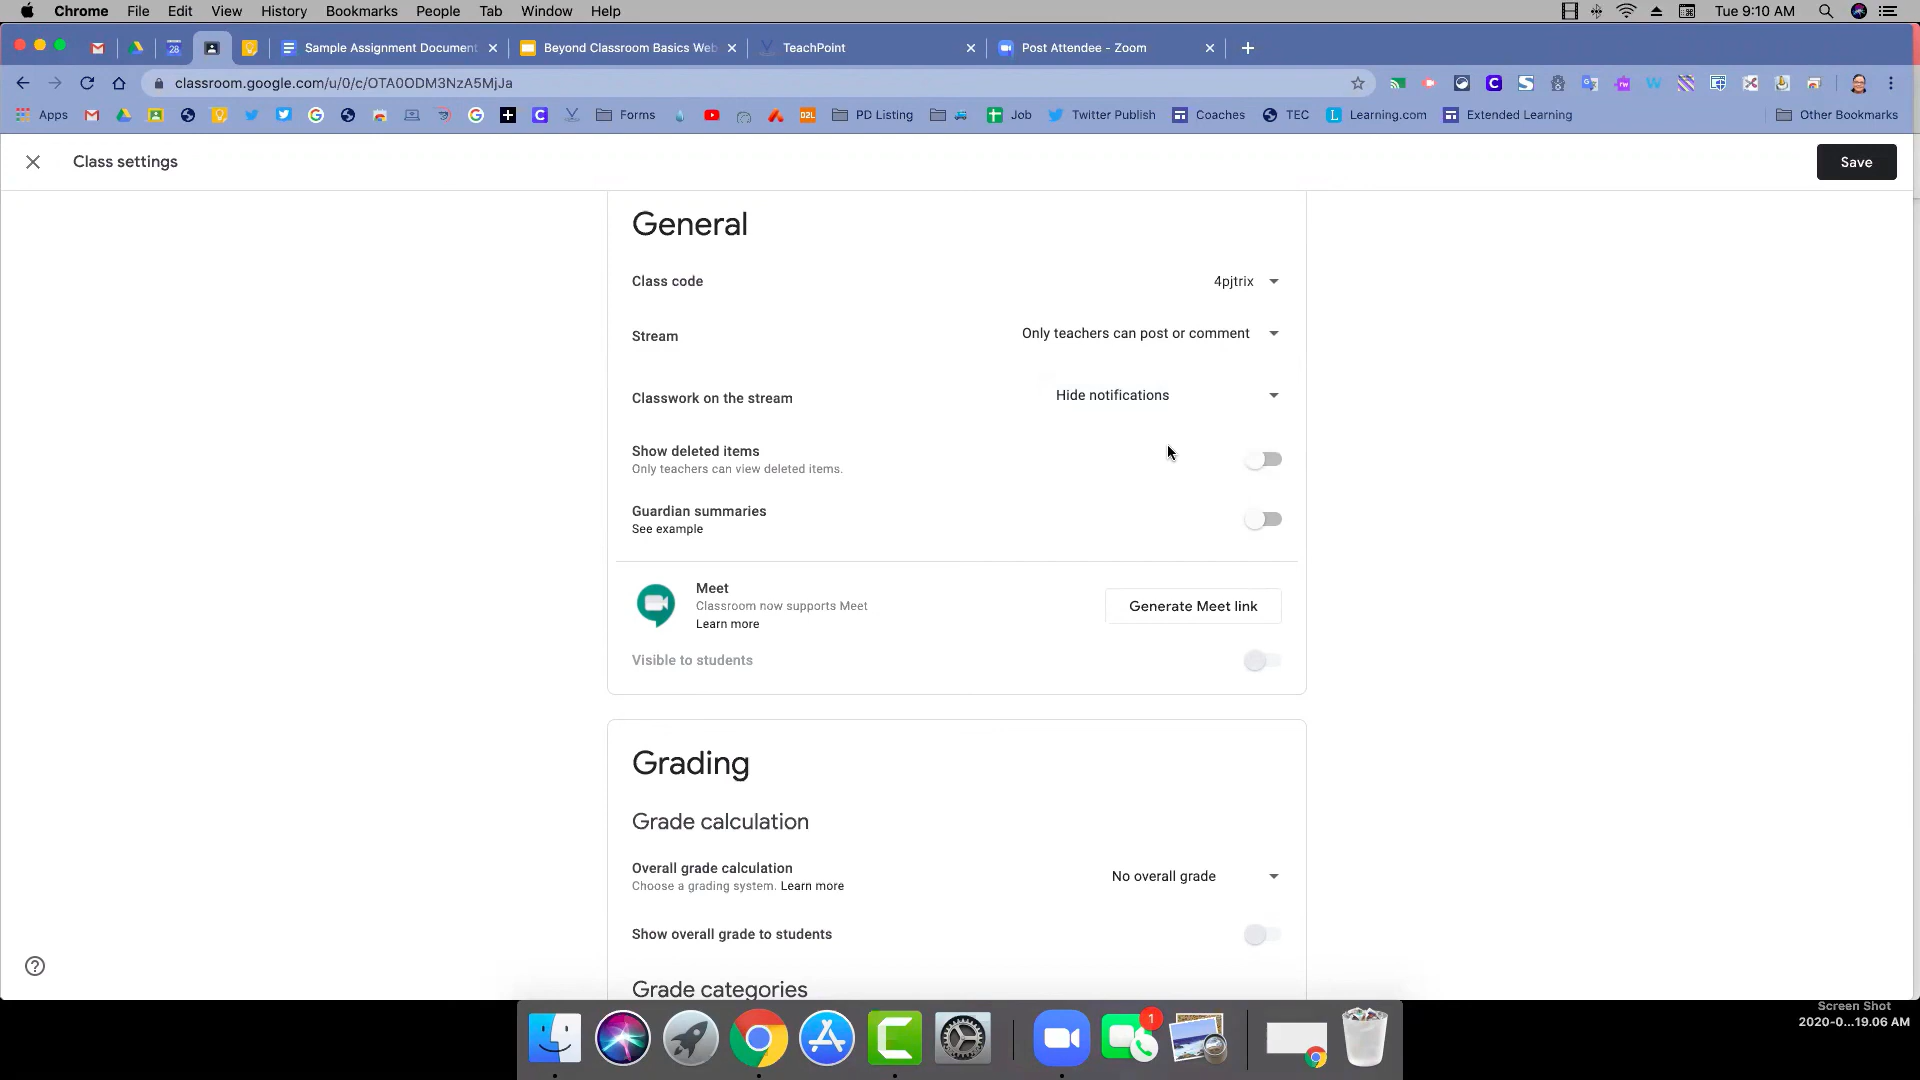 Chrome File Edit View History Bookmarks People Tab Window Help Tue 9:10 AM
28 Sample Assignment Document Beyond Classroom Basics Web TeachPoint Post Attendee - Zoom
classroom.google.com/u/0/c/OTA0ODM3NzA5MjJa
Apps Forms D2L PD Listing Job Twitter Publish Coaches TEC Learning.com Extended Learning Other Bookmarks
Class settings Save
General
Class code 4pjtrix
Stream Only teachers can post or comment
Classwork on the stream Hide notifications
Show deleted items
Only teachers can view deleted items.
Guardian summaries
See example
Meet
Classroom now supports Meet Generate Meet link
Learn more
Visible to students
Grading
Grade calculation
Overall grade calculation
Choose a grading system. Learn more No overall grade
Show overall grade to students
Grade categories
Screen Shot
2020-0...19.06 AM
1